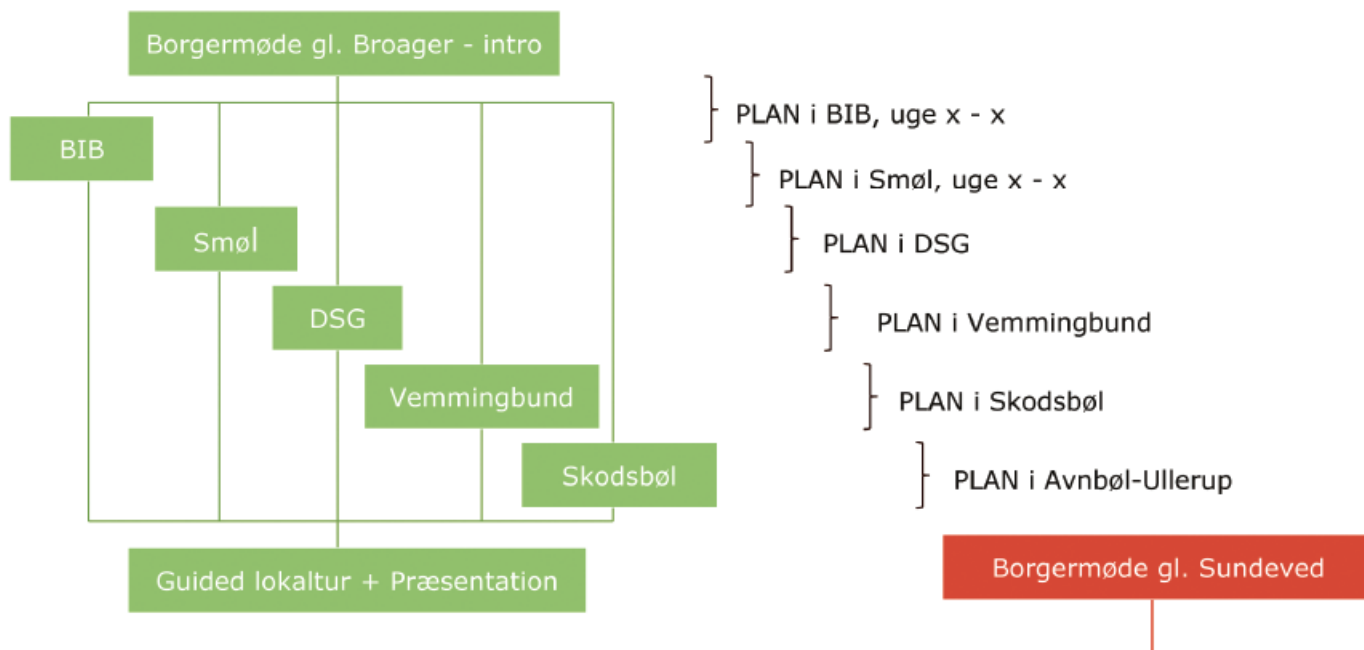 Borgermøde gl. Broager - intro
BIB
Smøl
DSG
Vemmingbund
Skodsbøl
Guided lokaltur + Præsentation
PLAN i BIB, uge x - x
PLAN i Smøl, uge x - x
PLAN i DSG
PLAN i Vemmingbund
PLAN i Skodsbøl
PLAN i Avnbøl-Ullerup
Borgermøde gl. Sundeved